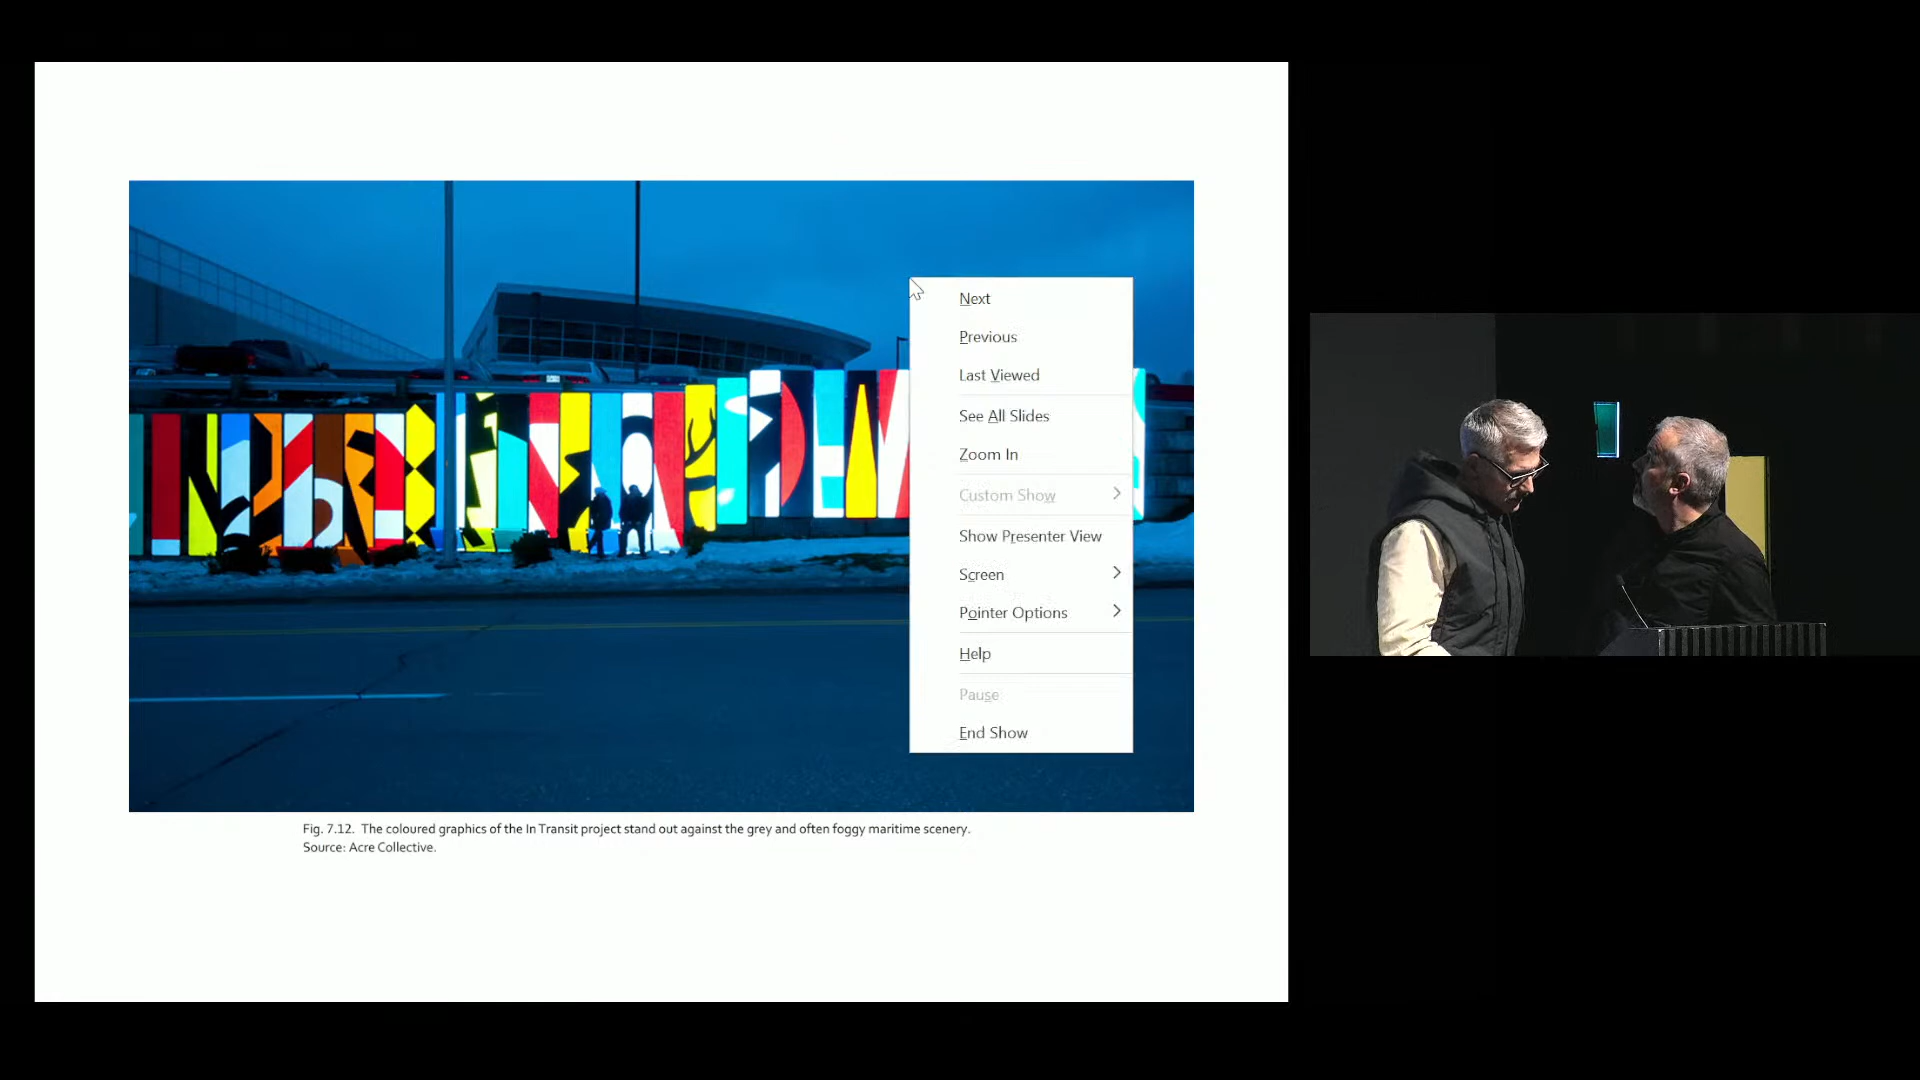 Next
Previous
Last Viewed
See All Slides
Zoom In
Custom Show
Show Presenter View
Screen
Pointer Options
Help
Pause
End Show
Fig. 7.12. The coloured graphics of the In Transit project stand out against the grey and often foggy maritime scenery.
Source: Acre Collective.